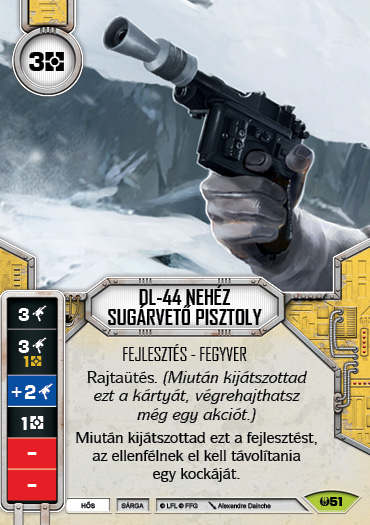 3
DL-44 NEHÉZ
SUGÁRVETŐ PISZTOLY
FEJLESZTÉS - FEGYVER
Rajtaütés. (Miután kijátszottad
ezt a kártyát, végrehajthatsz
még egy akciót.)
Miután kijátszottad ezt a fejlesztést,
az ellenfélnek el kell távolítania
egy kockáját.
3
3
1
+2
1
-
-
HŐS
SÁRGA
© LFL © FFG
Alexandre Dainche
51